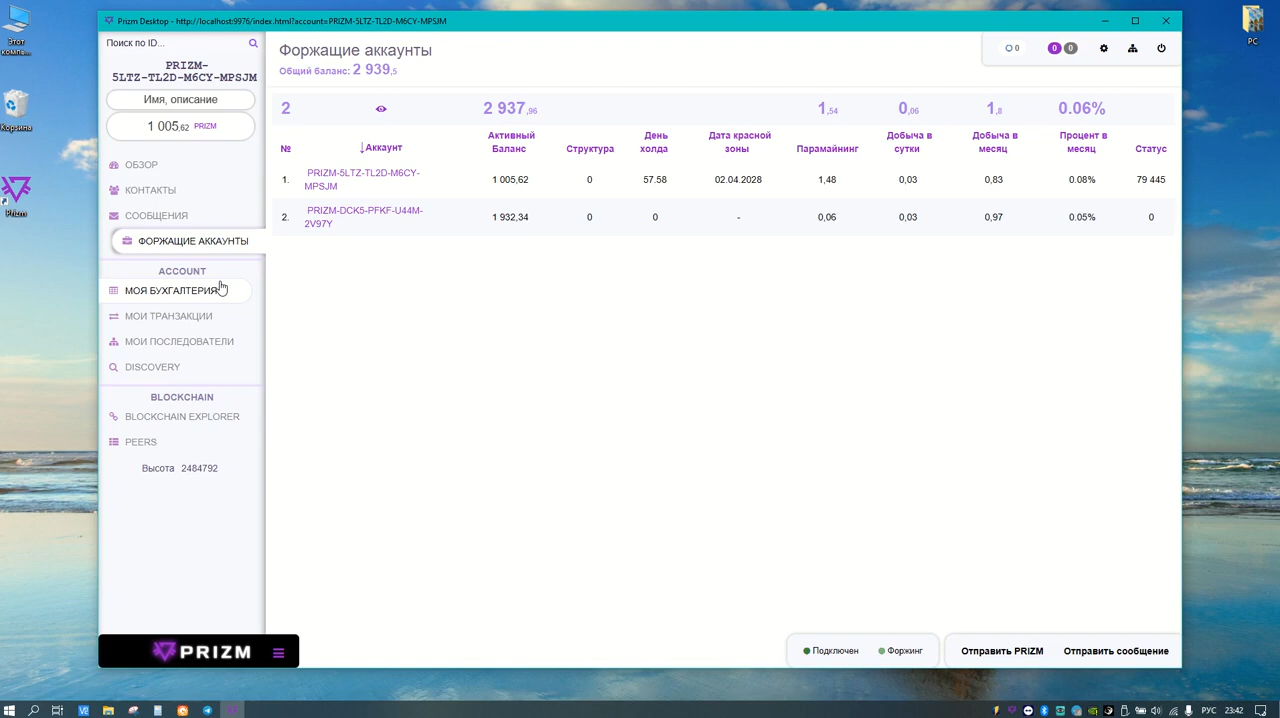 Prizm Desktop - http://localhost:9976/index.html?account=PRIZM-5LTZ-TL2D-M6CY-MPSJM
Этот
компь...
Корзина
Prizm
PC
Поиск по ID...
PRIZM-
5LTZ-TL2D-M6CY-MPSJM
Имя, описание
1 005,62 PRIZM
ОБЗОР
КОНТАКТЫ
СООБЩЕНИЯ
ФОРЖАЩИЕ АККАУНТЫ
ACCOUNT
МОЯ БУХГАЛТЕРИЯ
МОИ ТРАНЗАКЦИИ
МОИ ПОСЛЕДОВАТЕЛИ
DISCOVERY
BLOCKCHAIN
BLOCKCHAIN EXPLORER
PEERS
Высота 2484792
PRIZM
Форжащие аккаунты
Общий баланс: 2 939,5
0 0 0
2 2 937,96 1,54 0,06 1,8 0.06%
№ ↓Аккаунт Активный Баланс Структура День холда Дата красной зоны Парамайнинг Добыча в сутки Добыча в месяц Процент в месяц Статус
1. PRIZM-5LTZ-TL2D-M6CY-MPSJM 1 005,62 0 57.58 02.04.2028 1,48 0,03 0,83 0.08% 79 445
2. PRIZM-DCK5-PFKF-U44M-2V97Y 1 932,34 0 0 - 0,06 0,03 0,97 0.05% 0
Подключен Форжинг
Отправить PRIZM Отправить сообщение
РУС 23:42